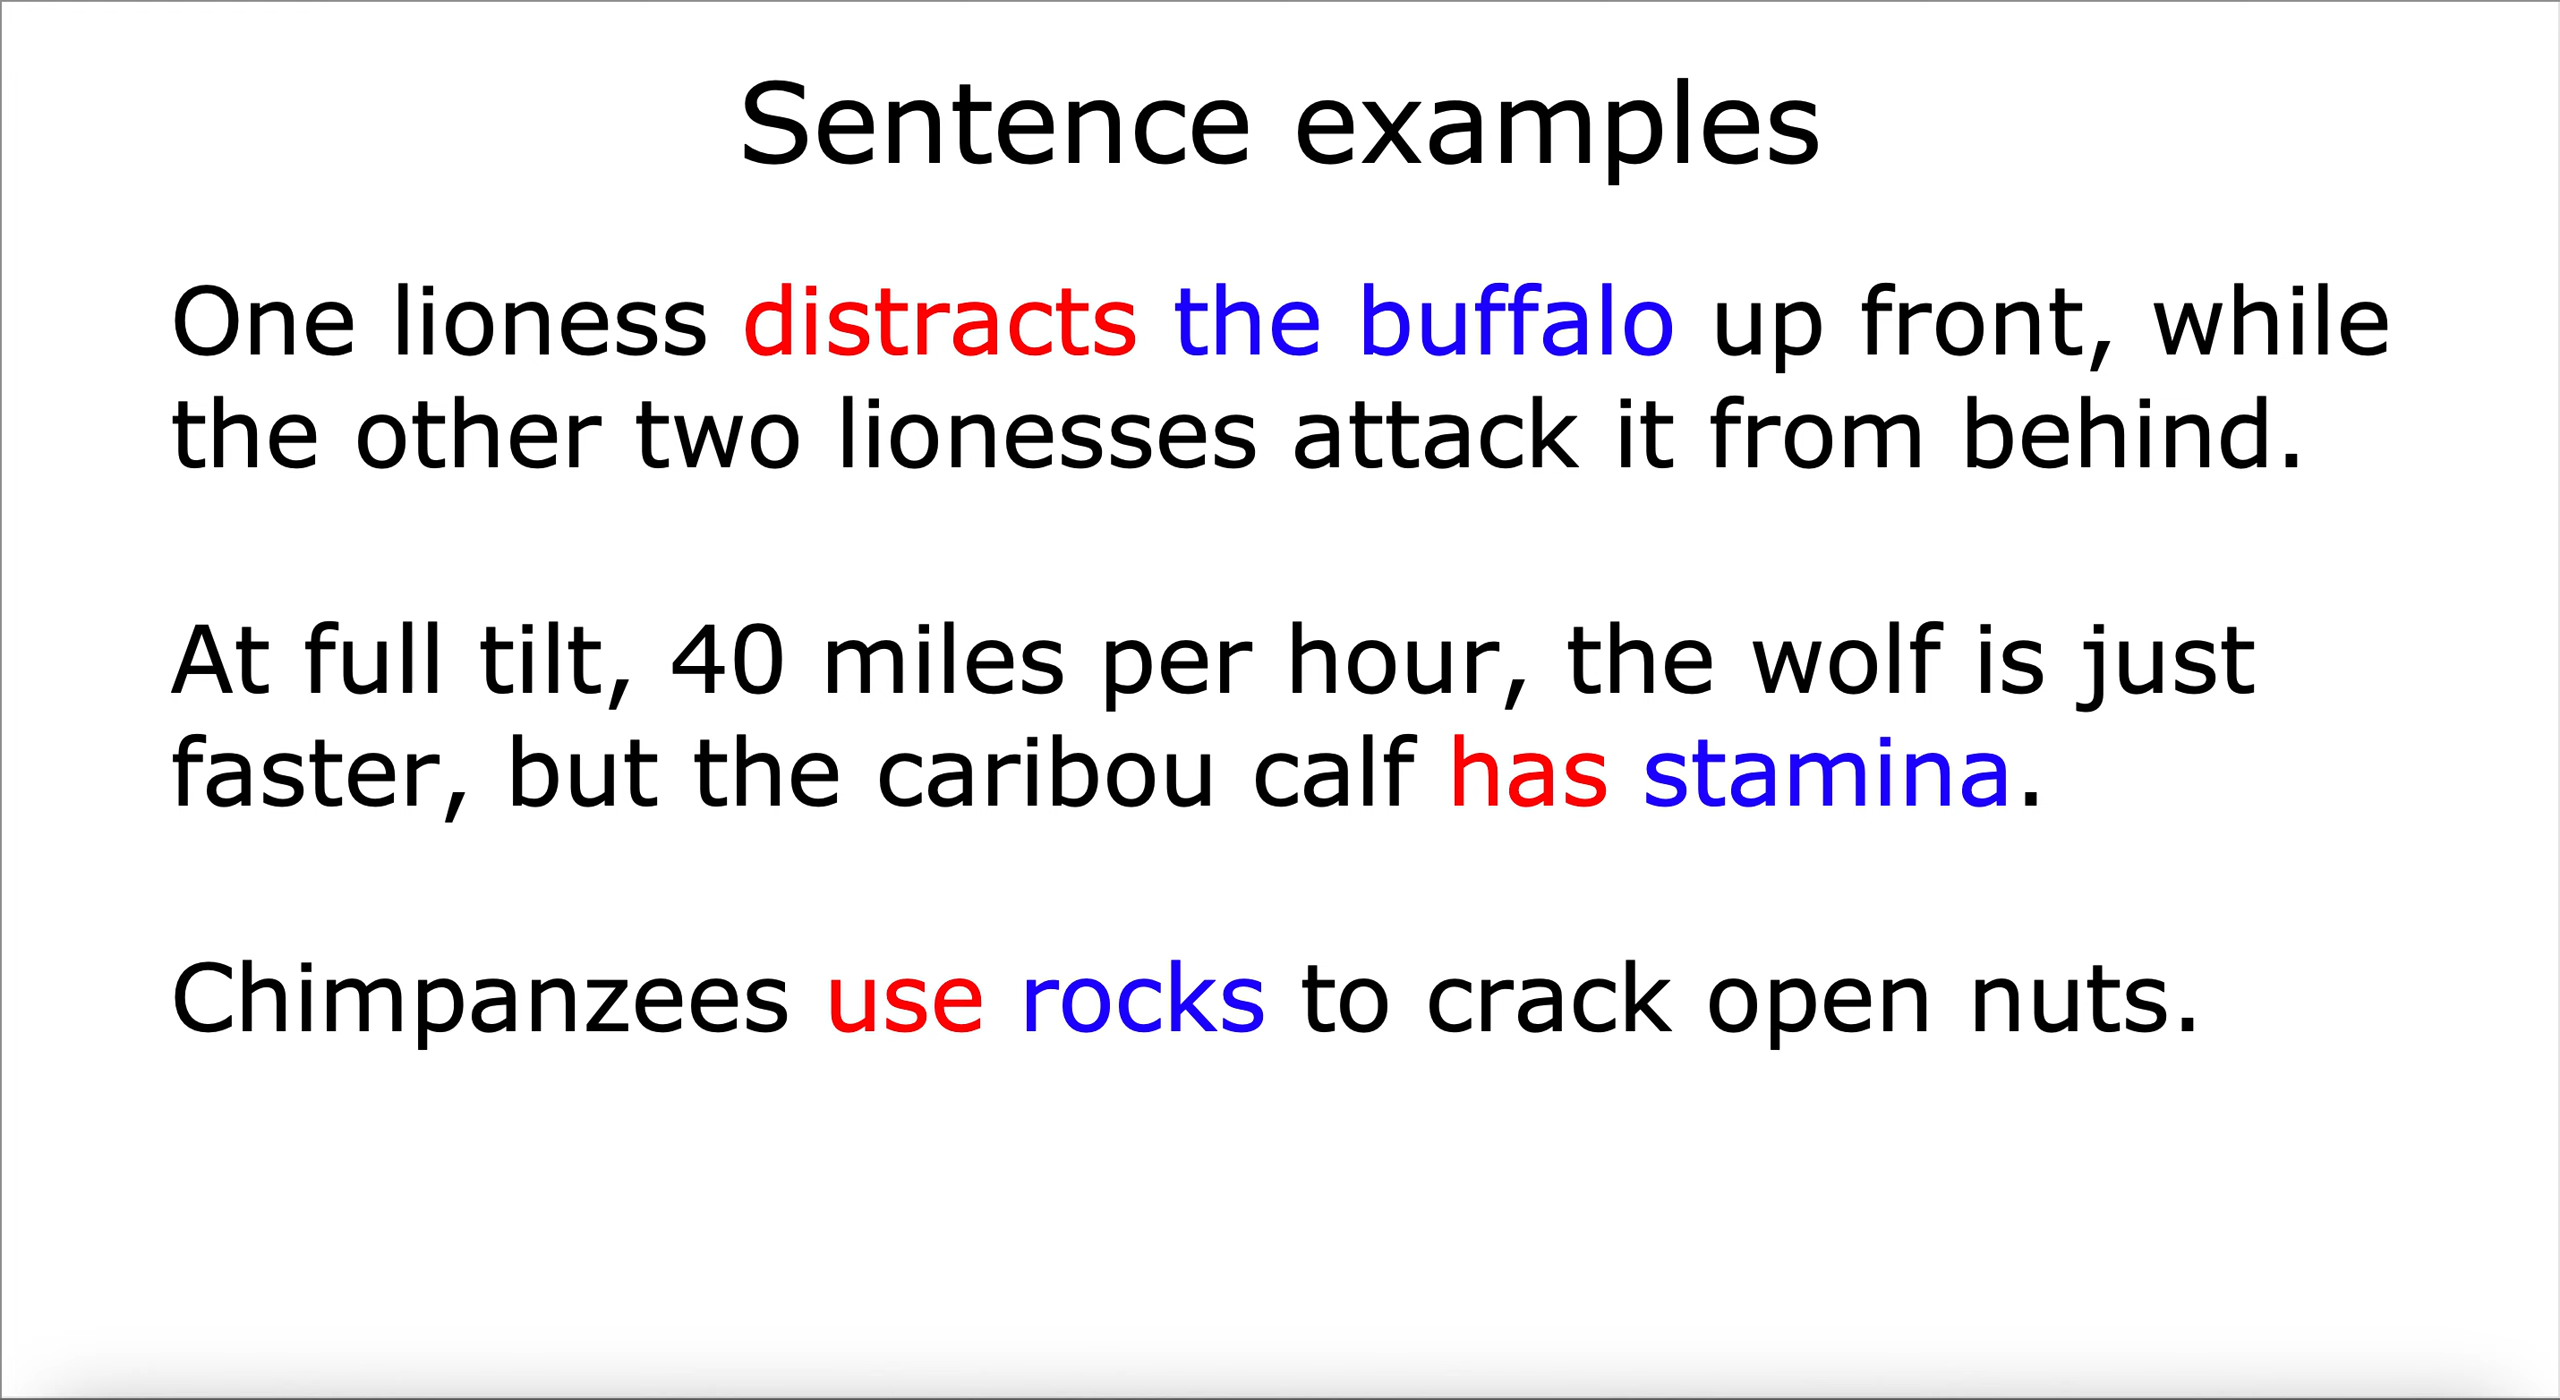 Sentence examples
One lioness distracts the buffalo up front, while
the other two lionesses attack it from behind.
At full tilt, 40 miles per hour, the wolf is just
faster, but the caribou calf has stamina.
Chimpanzees use rocks to crack open nuts.